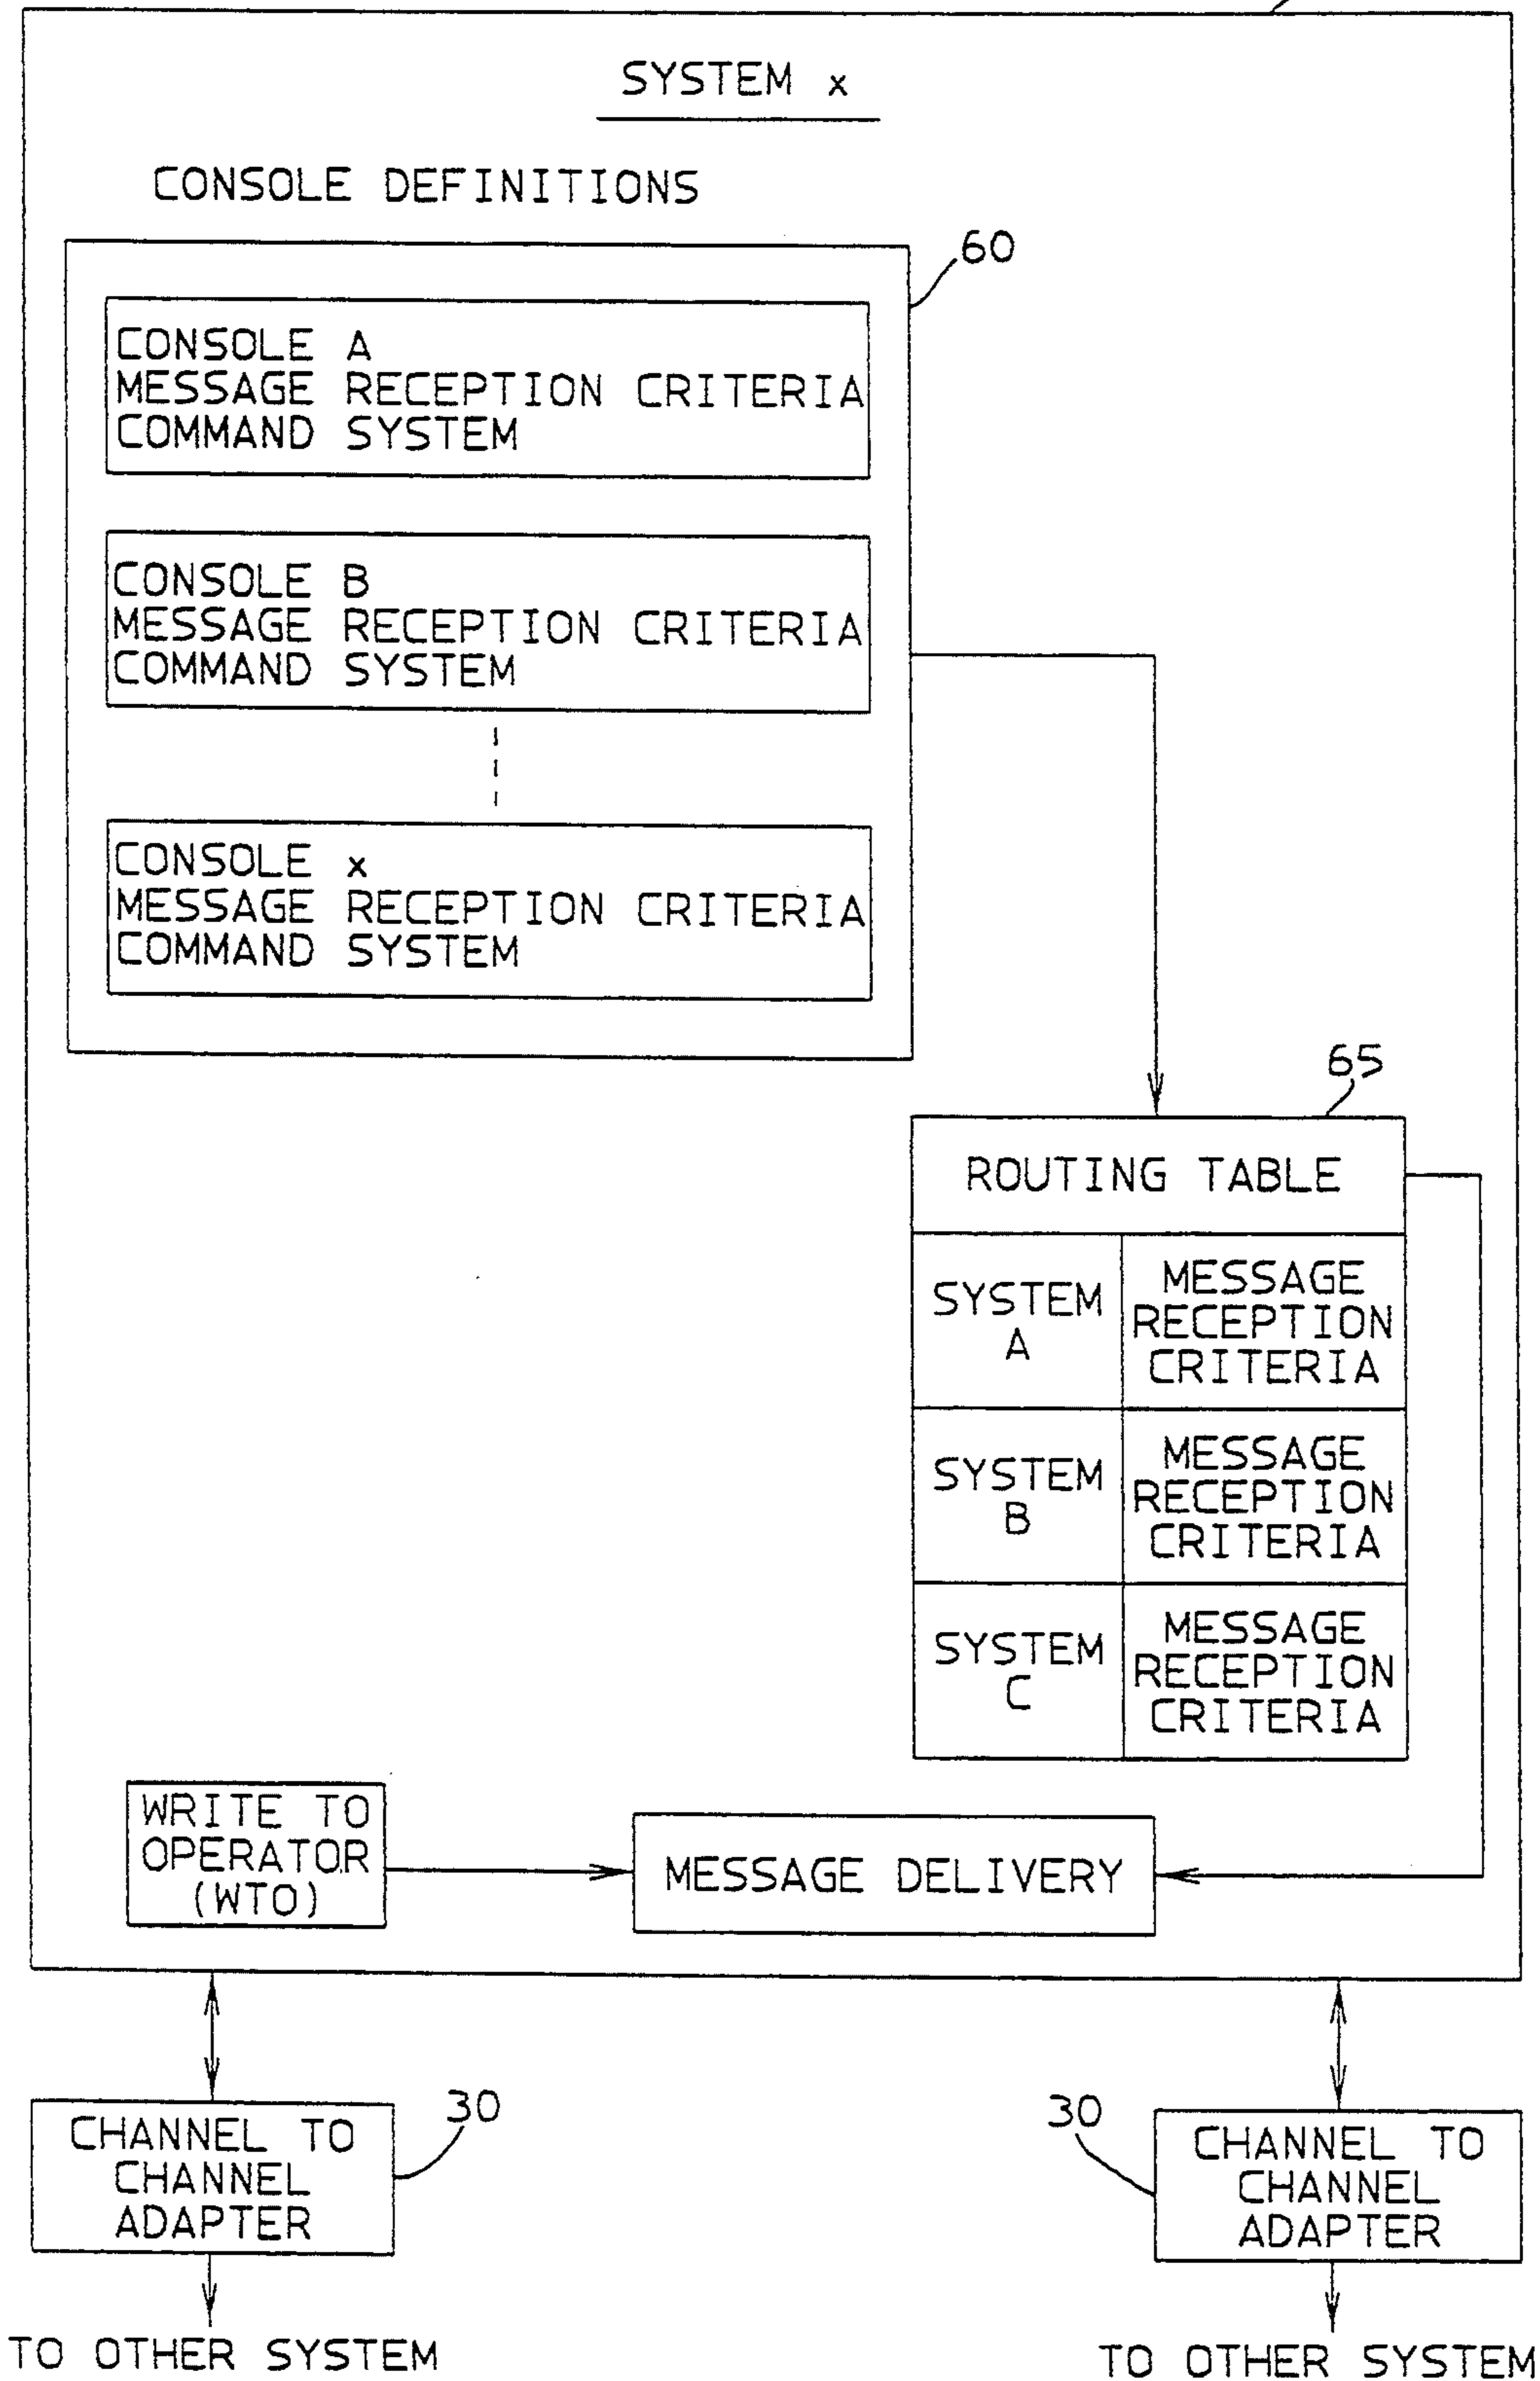 SYSTEM x
CONSOLE DEFINITIONS
60
CONSOLE A
MESSAGE RECEPTION CRITERIA
COMMAND SYSTEM
CONSOLE B
MESSAGE RECEPTION CRITERIA
COMMAND SYSTEM
CONSOLE x
MESSAGE RECEPTION CRITERIA
COMMAND SYSTEM
65
ROUTING TABLE
SYSTEM
A
MESSAGE
RECEPTION
CRITERIA
SYSTEM
B
MESSAGE
RECEPTION
CRITERIA
SYSTEM
C
MESSAGE
RECEPTION
CRITERIA
WRITE TO
OPERATOR
(WTO)
MESSAGE DELIVERY
30
CHANNEL TO
CHANNEL
ADAPTER
30
CHANNEL TO
CHANNEL
ADAPTER
TO OTHER SYSTEM
TO OTHER SYSTEM